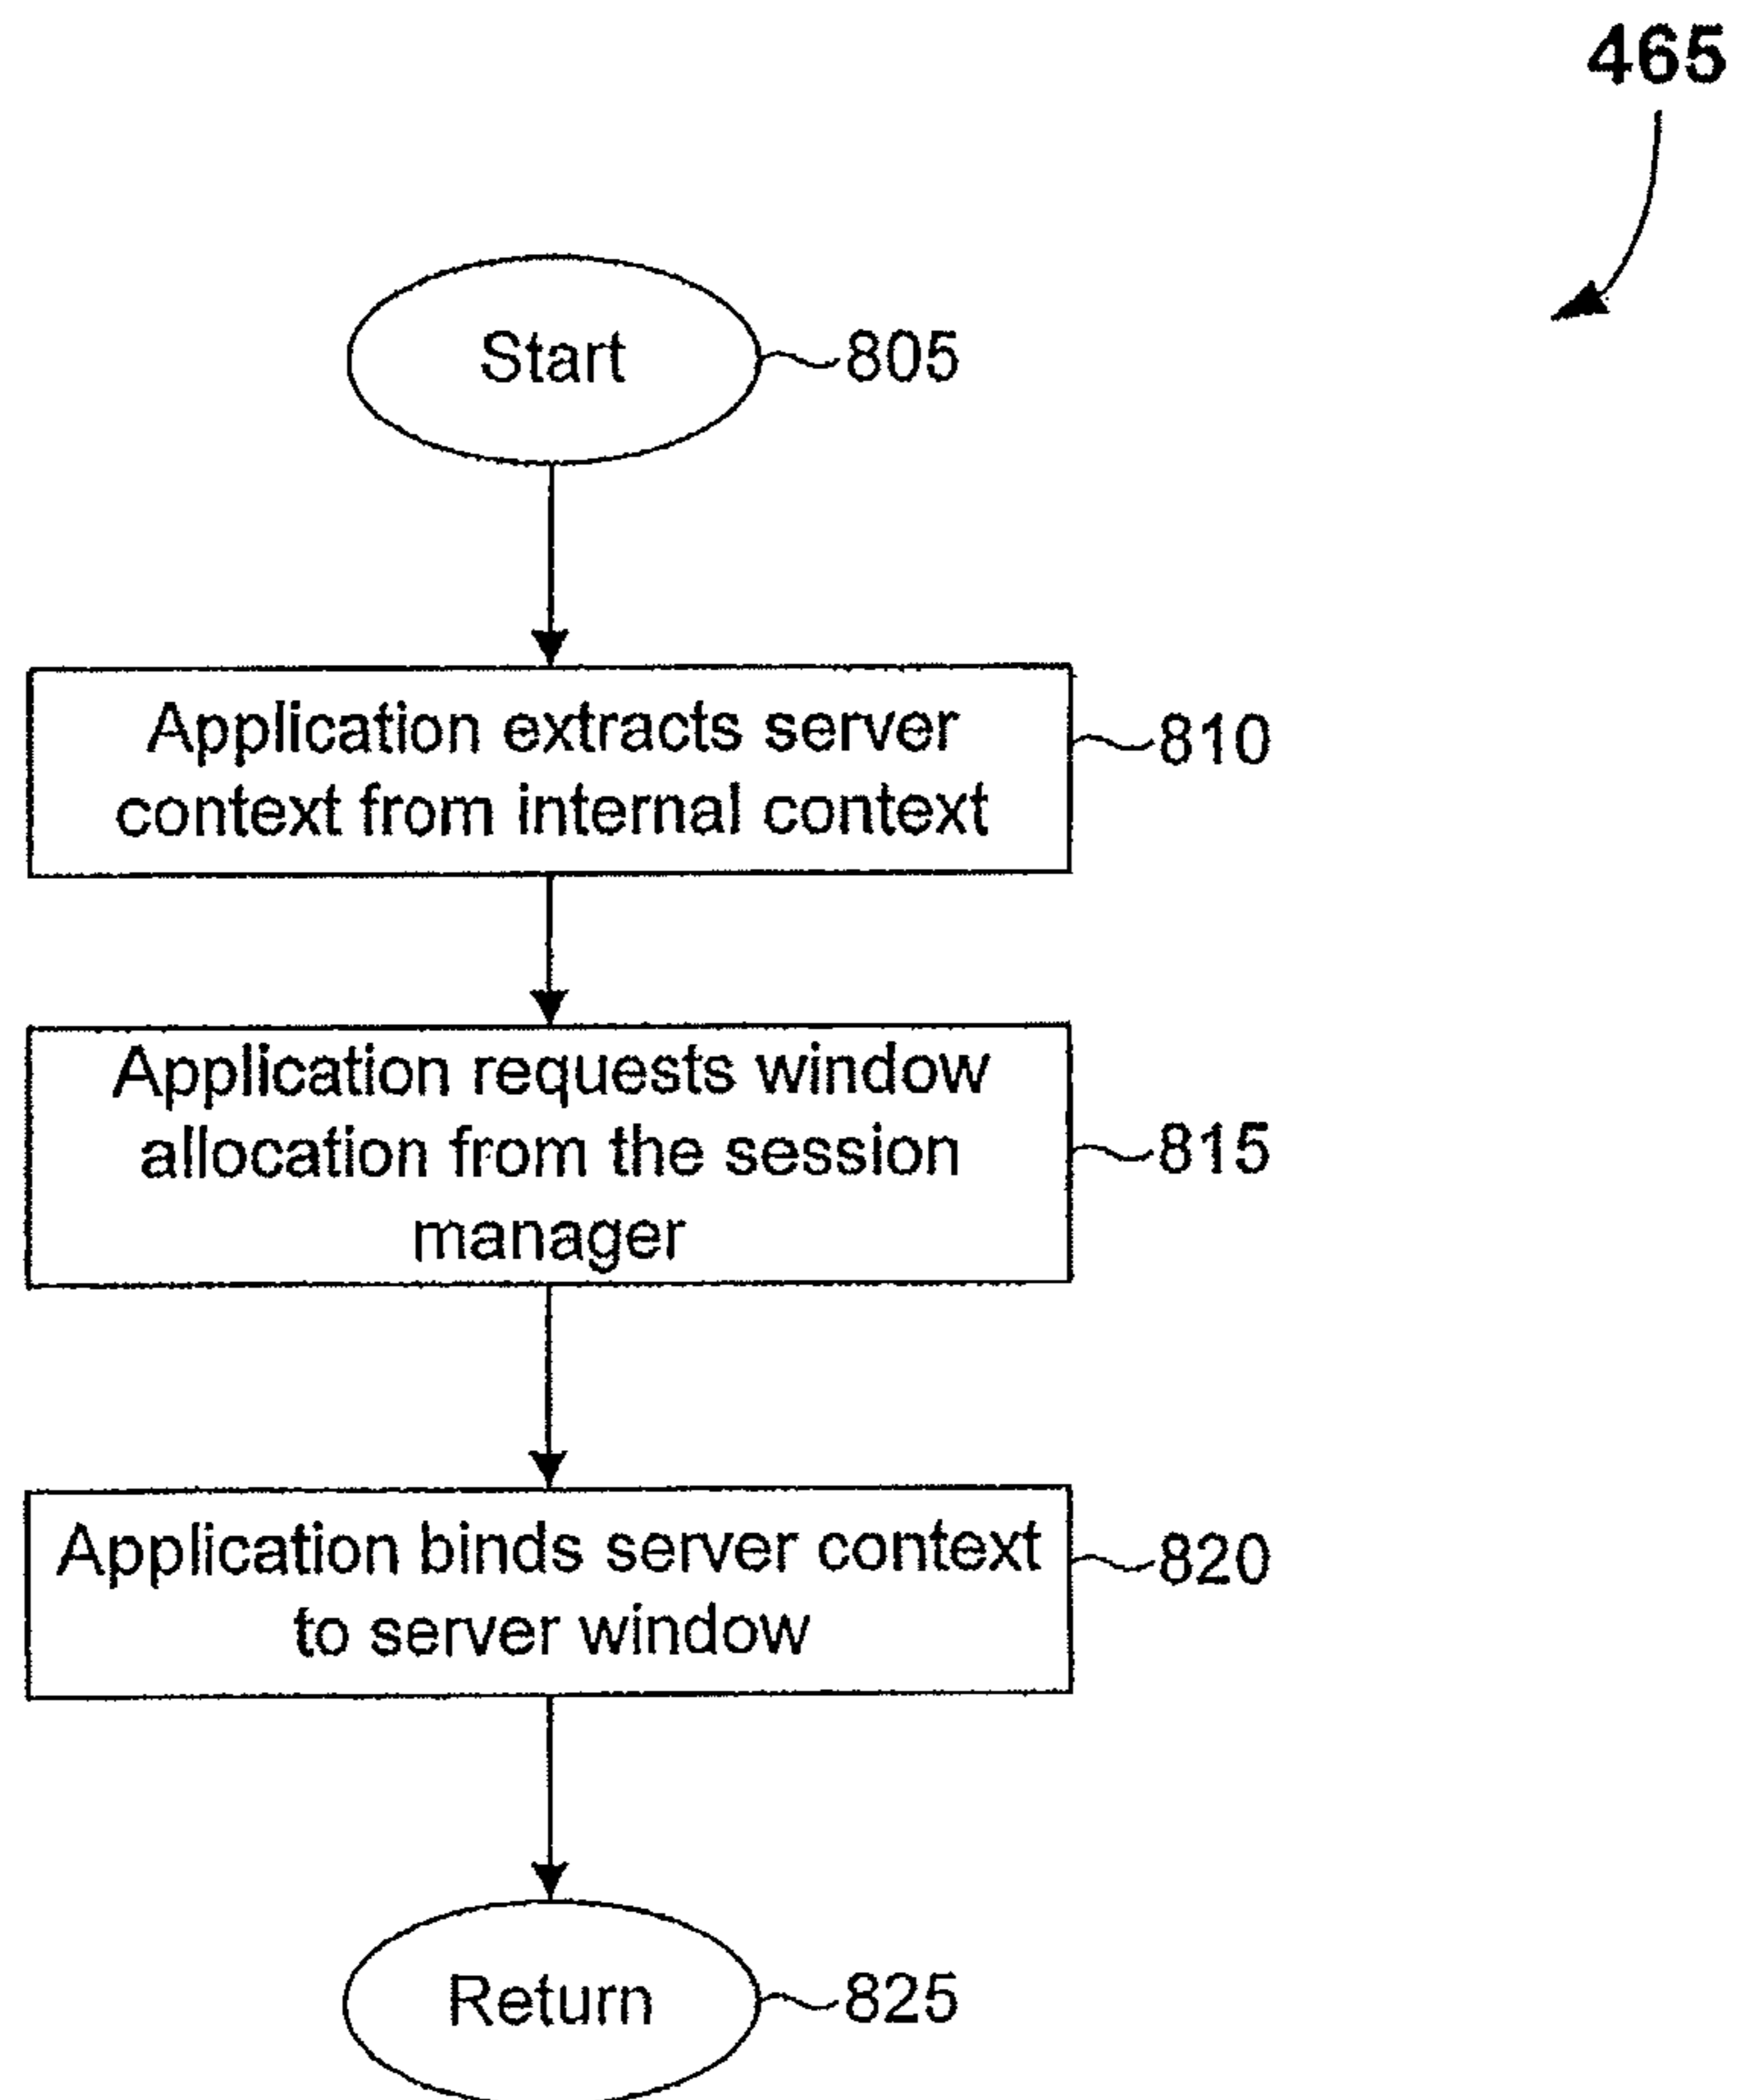 465
Start
805
Application extracts server
context from internal context
810
Application requests window
allocation from the session
manager
815
Application binds server context
to server window
820
Return
825